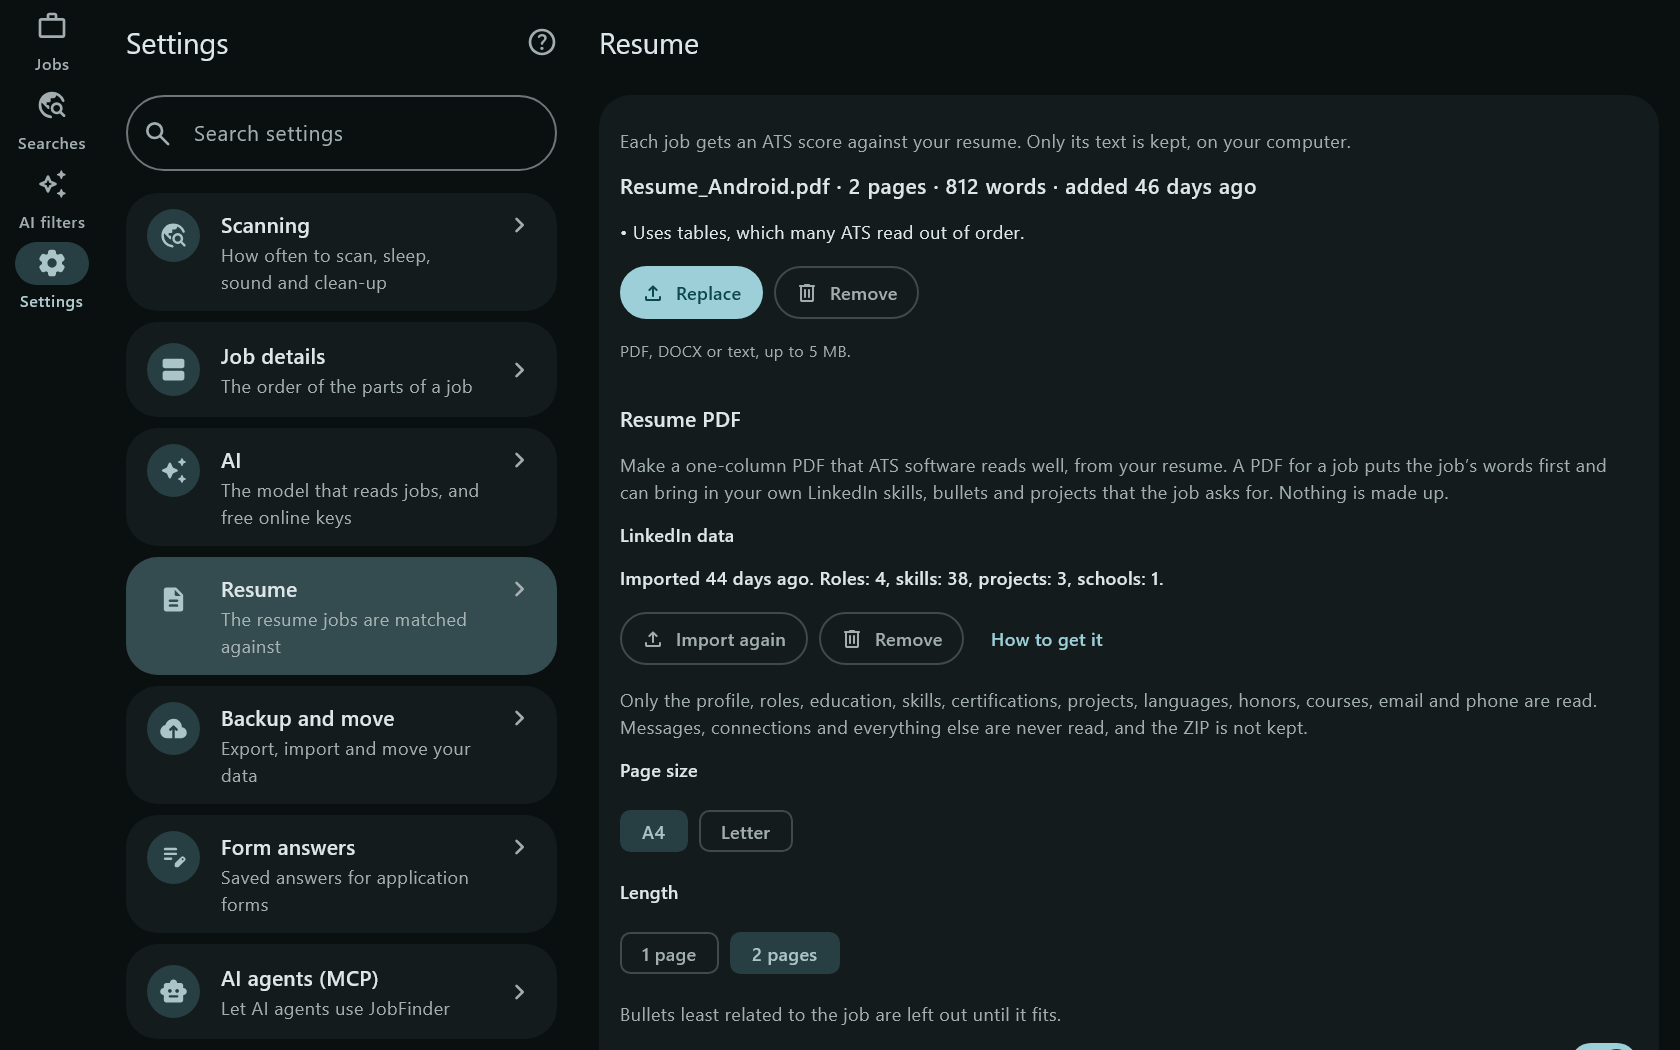 Jobs
Searches
AI filters
Settings
Settings
Search settings
Scanning
How often to scan, sleep,
sound and clean-up
Job details
The order of the parts of a job
AI
The model that reads jobs, and
free online keys
Resume
The resume jobs are matched
against
Backup and move
Export, import and move your
data
Form answers
Saved answers for application
forms
AI agents (MCP)
Let AI agents use JobFinder
Resume
Each job gets an ATS score against your resume. Only its text is kept, on your computer.
Resume_Android.pdf · 2 pages · 812 words · added 46 days ago
• Uses tables, which many ATS read out of order.
Replace
Remove
PDF, DOCX or text, up to 5 MB.
Resume PDF
Make a one-column PDF that ATS software reads well, from your resume. A PDF for a job puts the job’s words first and
can bring in your own LinkedIn skills, bullets and projects that the job asks for. Nothing is made up.
LinkedIn data
Imported 44 days ago. Roles: 4, skills: 38, projects: 3, schools: 1.
Import again
Remove
How to get it
Only the profile, roles, education, skills, certifications, projects, languages, honors, courses, email and phone are read.
Messages, connections and everything else are never read, and the ZIP is not kept.
Page size
A4
Letter
Length
1 page
2 pages
Bullets least related to the job are left out until it fits.